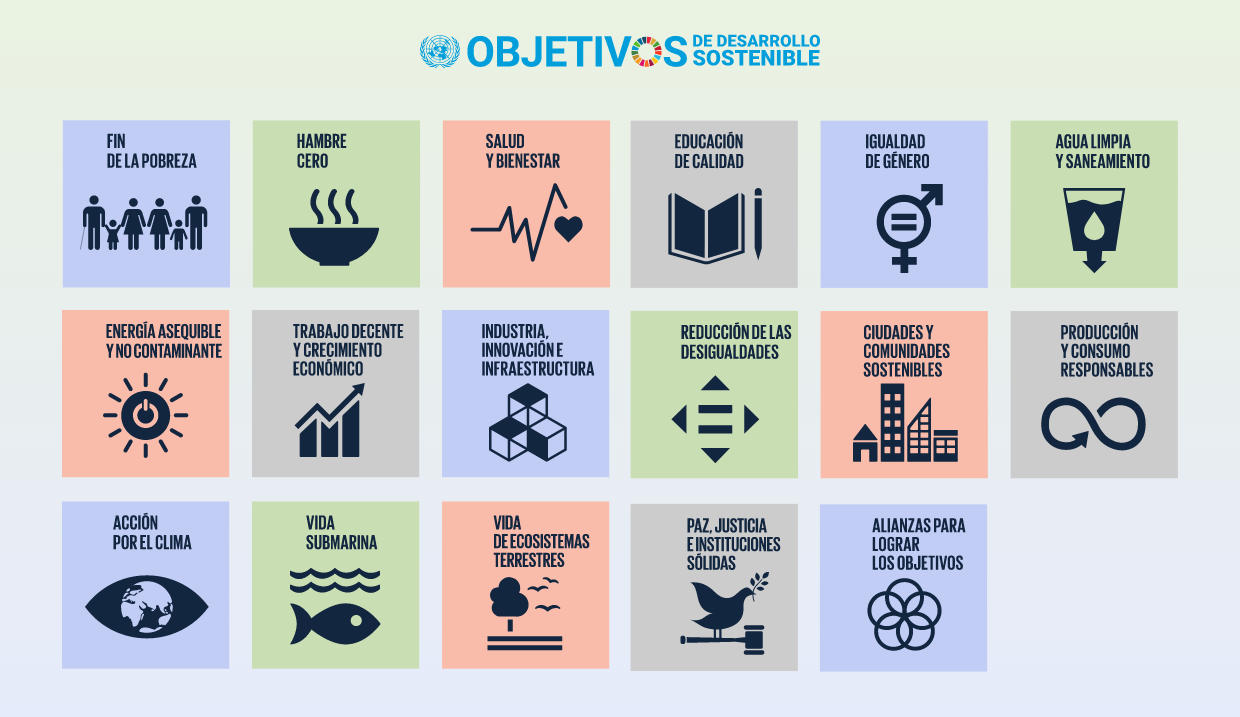 OBJETIVOS DE DESARROLLO
SOSTENIBLE
FIN
DE LA POBREZA
HAMBRE
CERO
SALUD
Y BIENESTAR
EDUCACIÓN
DE CALIDAD
IGUALDAD
DE GÉNERO
AGUA LIMPIA
Y SANEAMIENTO
ENERGÍA ASEQUIBLE
Y NO CONTAMINANTE
TRABAJO DECENTE
Y CRECIMIENTO
ECONÓMICO
INDUSTRIA,
INNOVACIÓN E
INFRAESTRUCTURA
REDUCCIÓN DE LAS
DESIGUALDADES
CIUDADES Y
COMUNIDADES
SOSTENIBLES
PRODUCCIÓN
Y CONSUMO
RESPONSABLES
ACCIÓN
POR EL CLIMA
VIDA
SUBMARINA
VIDA
DE ECOSISTEMAS
TERRESTRES
PAZ, JUSTICIA
E INSTITUCIONES
SÓLIDAS
ALIANZAS PARA
LOGRAR
LOS OBJETIVOS